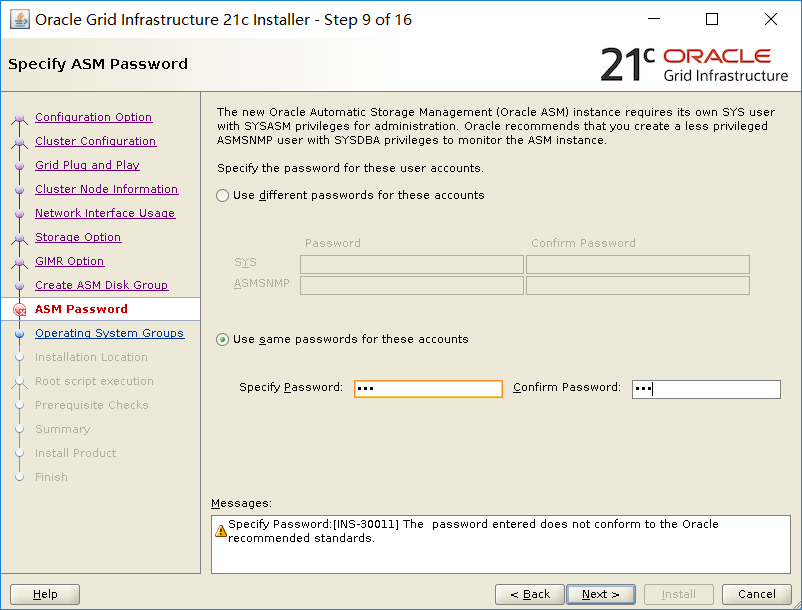 Oracle Grid Infrastructure 21c Installer - Step 9 of 16
Specify ASM Password
21c ORACLE
Grid Infrastructure
Configuration Option
Cluster Configuration
Grid Plug and Play
Cluster Node Information
Network Interface Usage
Storage Option
GIMR Option
Create ASM Disk Group
ASM Password
Operating System Groups
Installation Location
Root script execution
Prerequisite Checks
Summary
Install Product
Finish
The new Oracle Automatic Storage Management (Oracle ASM) instance requires its own SYS user
with SYSASM privileges for administration. Oracle recommends that you create a less privileged
ASMSNMP user with SYSDBA privileges to monitor the ASM instance.
Specify the password for these user accounts.
Use different passwords for these accounts
Password Confirm Password
SYS
ASMSNMP
Use same passwords for these accounts
Specify Password: ••• Confirm Password: •••
Messages:
Specify Password:[INS-30011] The  password entered does not conform to the Oracle
recommended standards.
Help < Back Next > Install Cancel